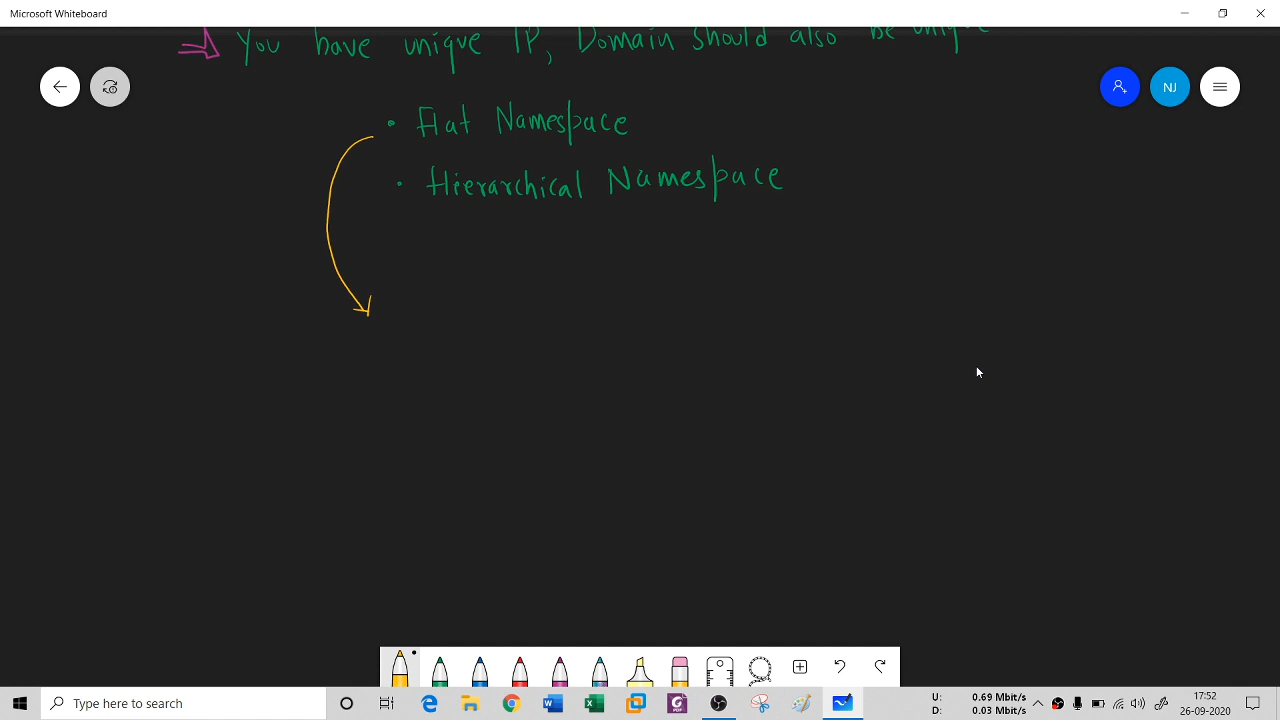 Microsoft Whiteboard
You have unique IP, Domain should also be unique
NJ
• Flat Namespace
• Hierarchical Namespace
Type here to search
U: 0.69 Mbit/s
D: 0.03 Mbit/s
17:52
26-09-2020